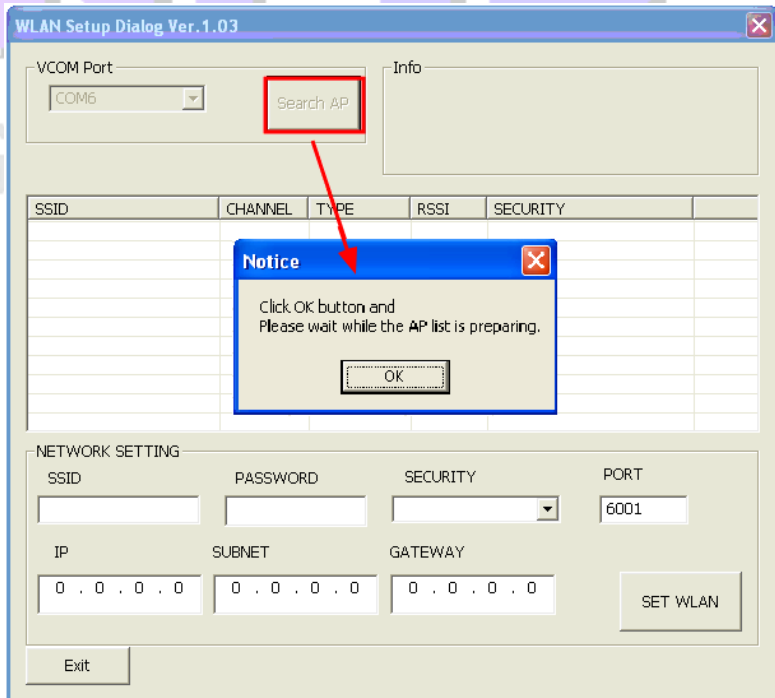 WLAN Setup Dialog Ver.1.03
VCOM Port
Info
COM6
Search AP
SSID CHANNEL TYPE RSSI SECURITY
Notice
Click OK button and
Please wait while the AP list is preparing.
OK
NETWORK SETTING
SSID PASSWORD SECURITY PORT
6001
IP SUBNET GATEWAY
0 . 0 . 0 . 0 0 . 0 . 0 . 0 0 . 0 . 0 . 0
SET WLAN
Exit